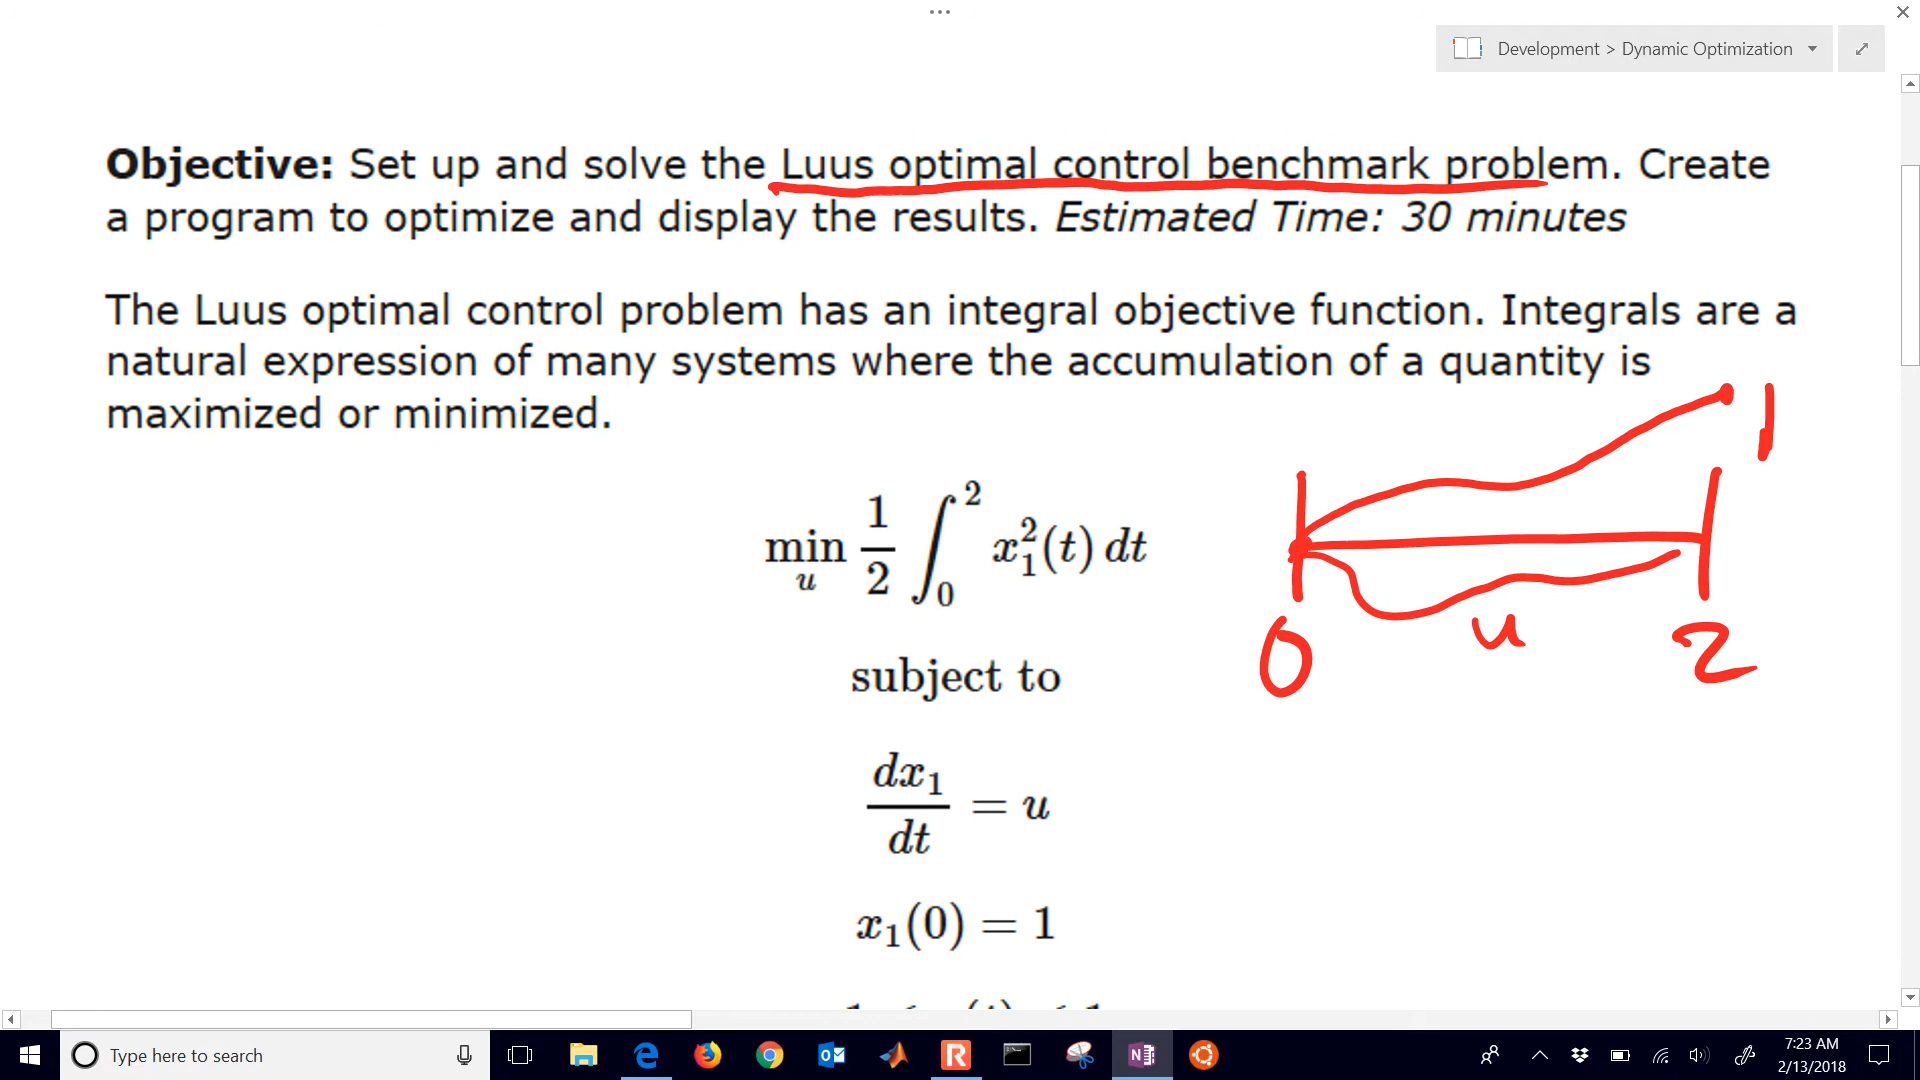 Development > Dynamic Optimization
Objective: Set up and solve the Luus optimal control benchmark problem. Create
a program to optimize and display the results. Estimated Time: 30 minutes
The Luus optimal control problem has an integral objective function. Integrals are a
natural expression of many systems where the accumulation of a quantity is
maximized or minimized.
1
min_u 1/2 ∫_0^2 x_1^2(t) dt
0 u 2
subject to
dx_1/dt = u
x_1(0) = 1
Type here to search
7:23 AM
2/13/2018